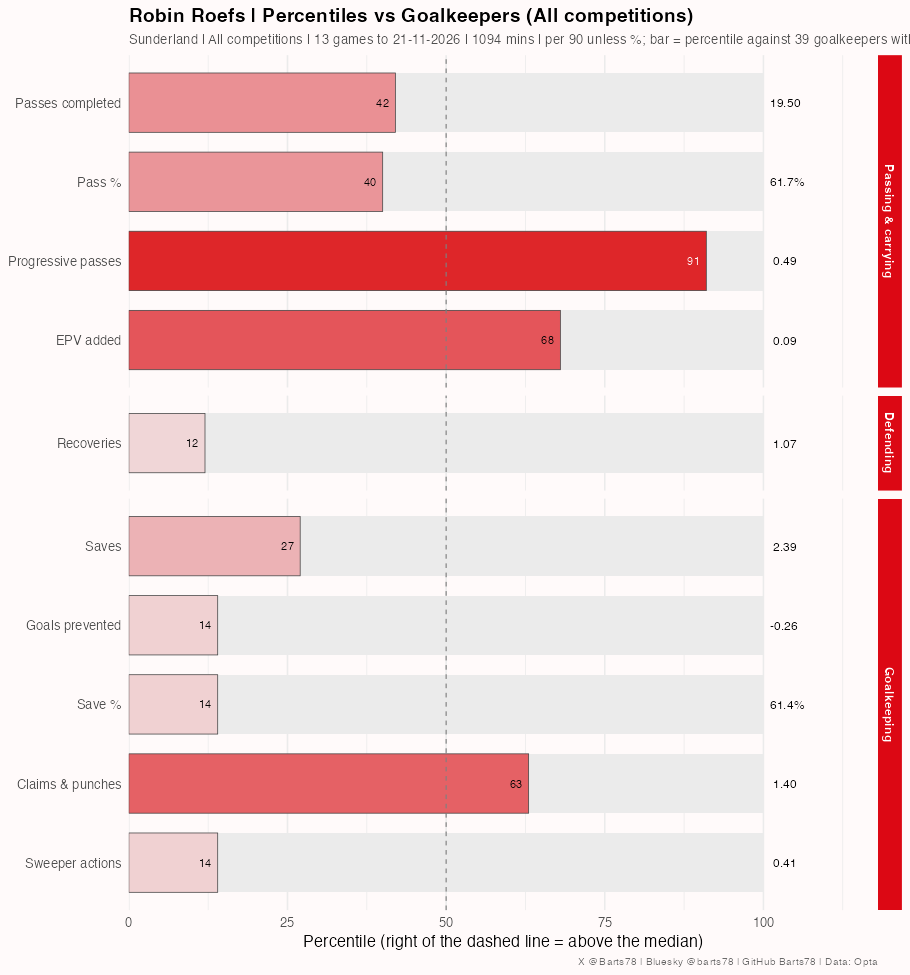 Robin Roefs | Percentiles vs Goalkeepers (All competitions)
Sunderland | All competitions | 13 games to 21-11-2026 | 1094 mins | per 90 unless %; bar = percentile against 39 goalkeepers with
Passes completed 42 19.50
Pass % 40 61.7%
Progressive passes 91 0.49
EPV added 68 0.09
Passing & carrying
Recoveries 12 1.07
Defending
Saves 27 2.39
Goals prevented 14 -0.26
Save % 14 61.4%
Claims & punches 63 1.40
Sweeper actions 14 0.41
Goalkeeping
0 25 50 75 100
Percentile (right of the dashed line = above the median)
X @Barts78 | Bluesky @barts78 | GitHub Barts78 | Data: Opta